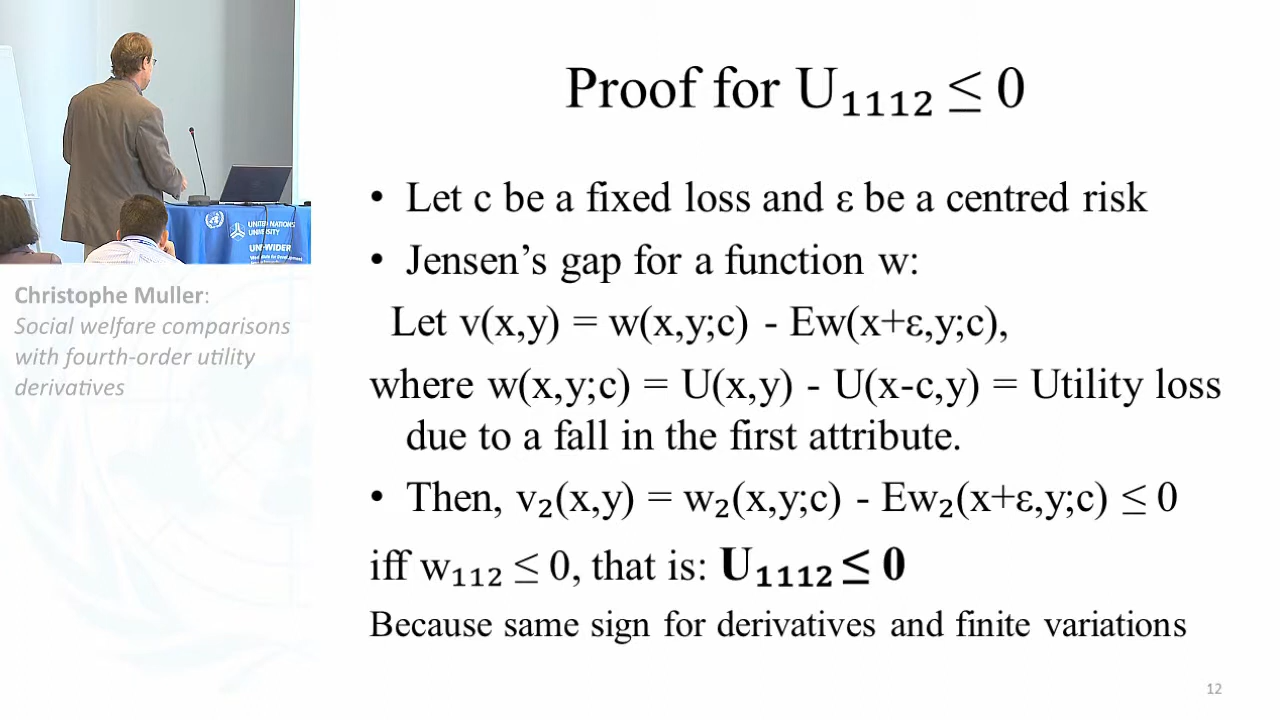 Proof for U₁₁₁₂ ≤ 0
• Let c be a fixed loss and ε be a centred risk
• Jensen's gap for a function w:
Let v(x,y) = w(x,y;c) - Ew(x+ε,y;c),
where w(x,y;c) = U(x,y) - U(x-c,y) = Utility loss
due to a fall in the first attribute.
• Then, v₂(x,y) = w₂(x,y;c) - Ew₂(x+ε,y;c) ≤ 0
iff w₁₁₂ ≤ 0, that is: U₁₁₁₂ ≤ 0
Because same sign for derivatives and finite variations
12
UNITED NATIONS
UNIVERSITY
Christophe Muller:
Social welfare comparisons
with fourth-order utility
derivatives